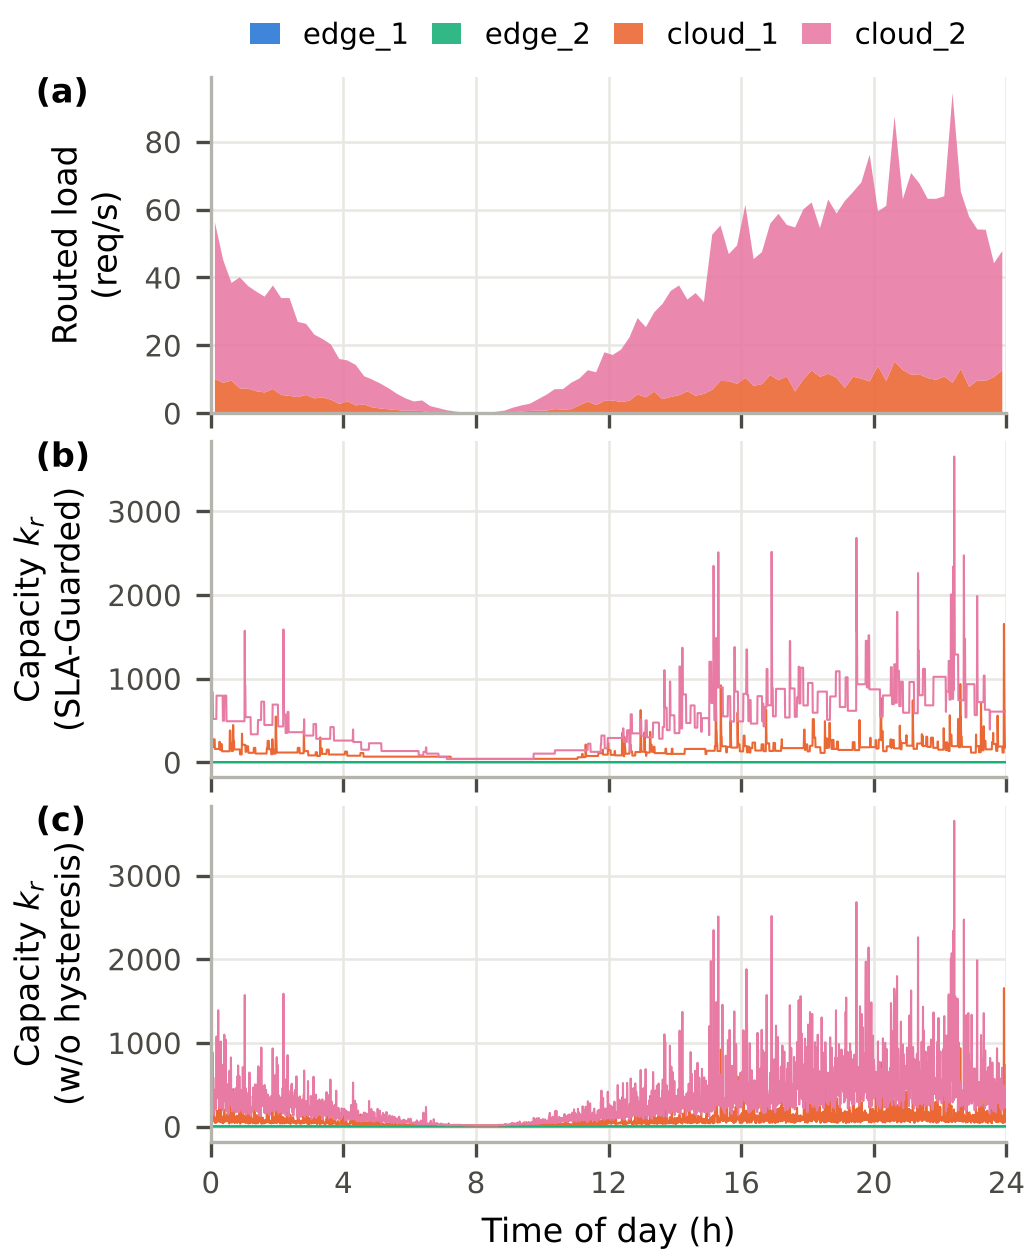 edge_1 edge_2 cloud_1 cloud_2
(a)
Routed load
(req/s)
80
60
40
20
0
(b)
Capacity k_r
(SLA-Guarded)
3000
2000
1000
0
(c)
Capacity k_r
(w/o hysteresis)
3000
2000
1000
0
0 4 8 12 16 20 24
Time of day (h)